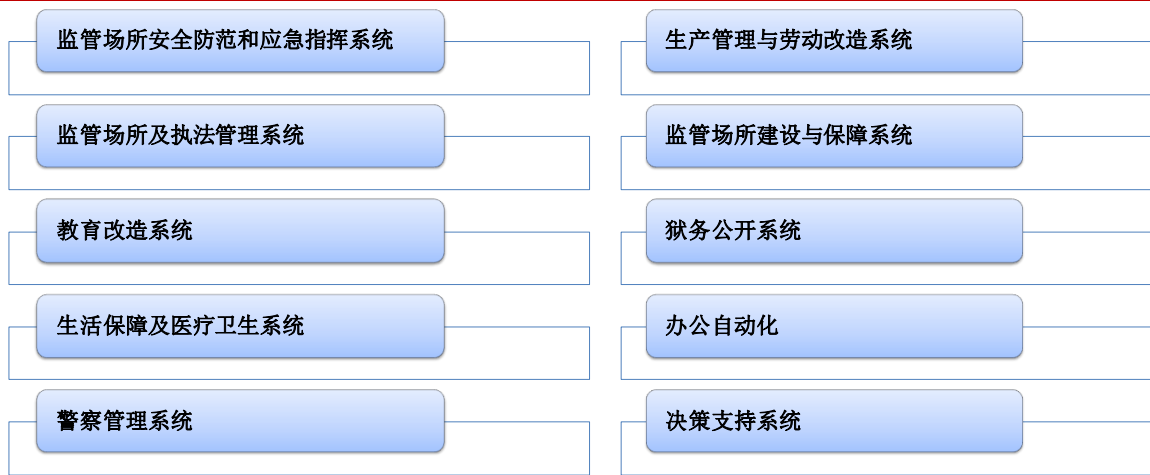 监管场所安全防范和应急指挥系统
监管场所及执法管理系统
教育改造系统
生活保障及医疗卫生系统
警察管理系统
生产管理与劳动改造系统
监管场所建设与保障系统
狱务公开系统
办公自动化
决策支持系统